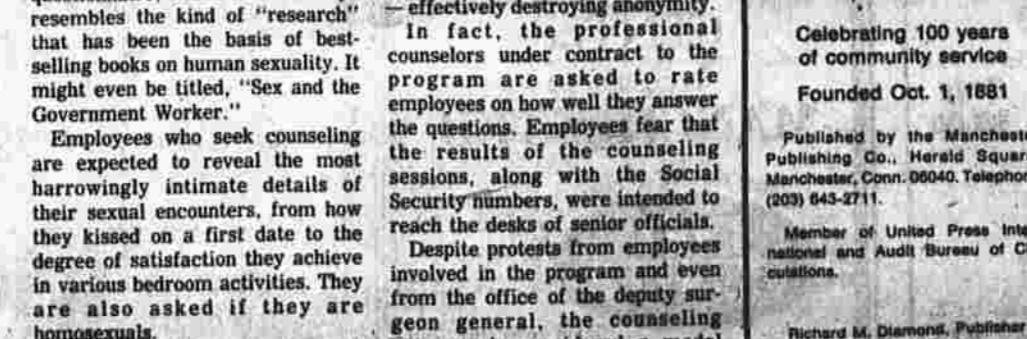 resembles the kind of "research"
that has been the basis of best-
selling books on human sexuality. It
might even be titled, "Sex and the
Government Worker."
Employees who seek counseling
are expected to reveal the most
harrowingly intimate details of
their sexual encounters, from how
they kissed on a first date to the
degree of satisfaction they achieve
in various bedroom activities. They
are also asked if they are
homosexuals.
— effectively destroying anonymity.
In fact, the professional
counselors under contract to the
program are asked to rate
employees on how well they answer
the questions. Employees fear that
the results of the counseling
sessions, along with the Social
Security numbers, were intended to
reach the desks of senior officials.
Despite protests from employees
involved in the program and even
from the office of the deputy sur-
geon general, the counseling
Celebrating 100 years
of community service
Founded Oct. 1, 1881
Published by the Manchest
Publishing Co., Herald Squar
Manchester, Conn. 06040. Telephon
(203) 643-2711.
Member of United Press Inte
national and Audit Bureau of C
culations.
Richard M. Diamond, Publisher